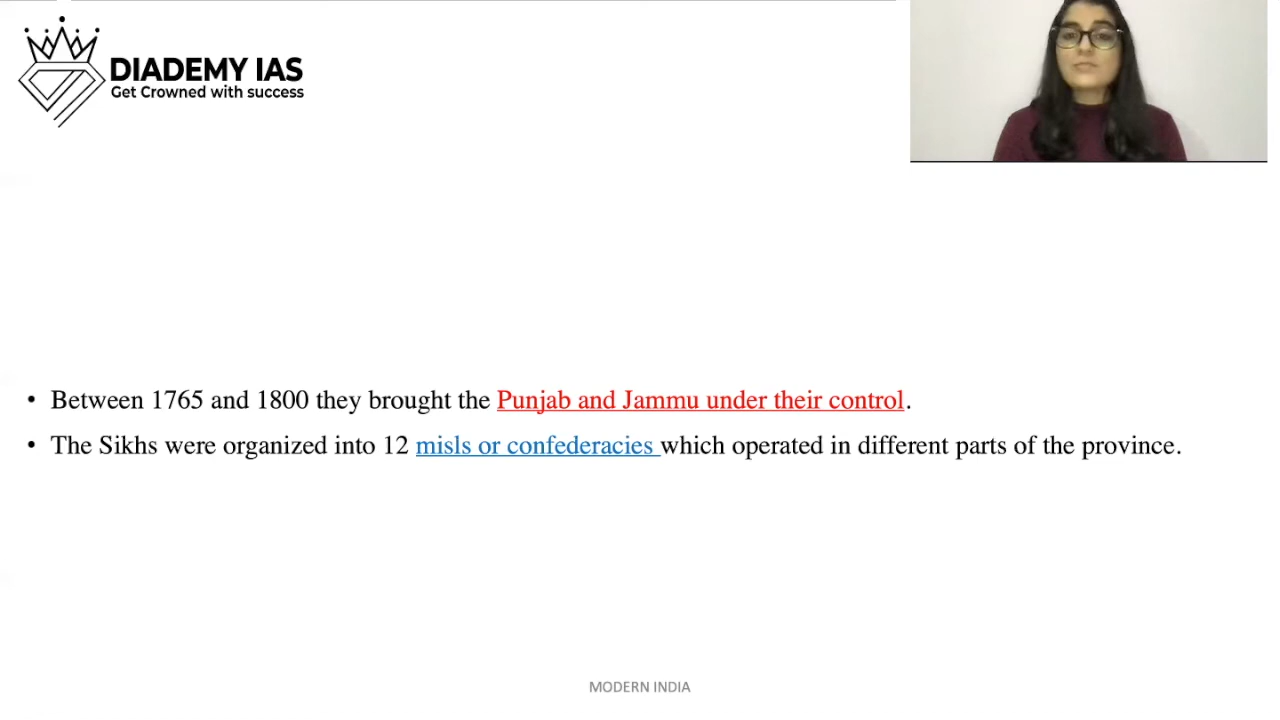 DIADEMY IAS
Get Crowned with success
• Between 1765 and 1800 they brought the Punjab and Jammu under their control.
• The Sikhs were organized into 12 misls or confederacies which operated in different parts of the province.
MODERN INDIA